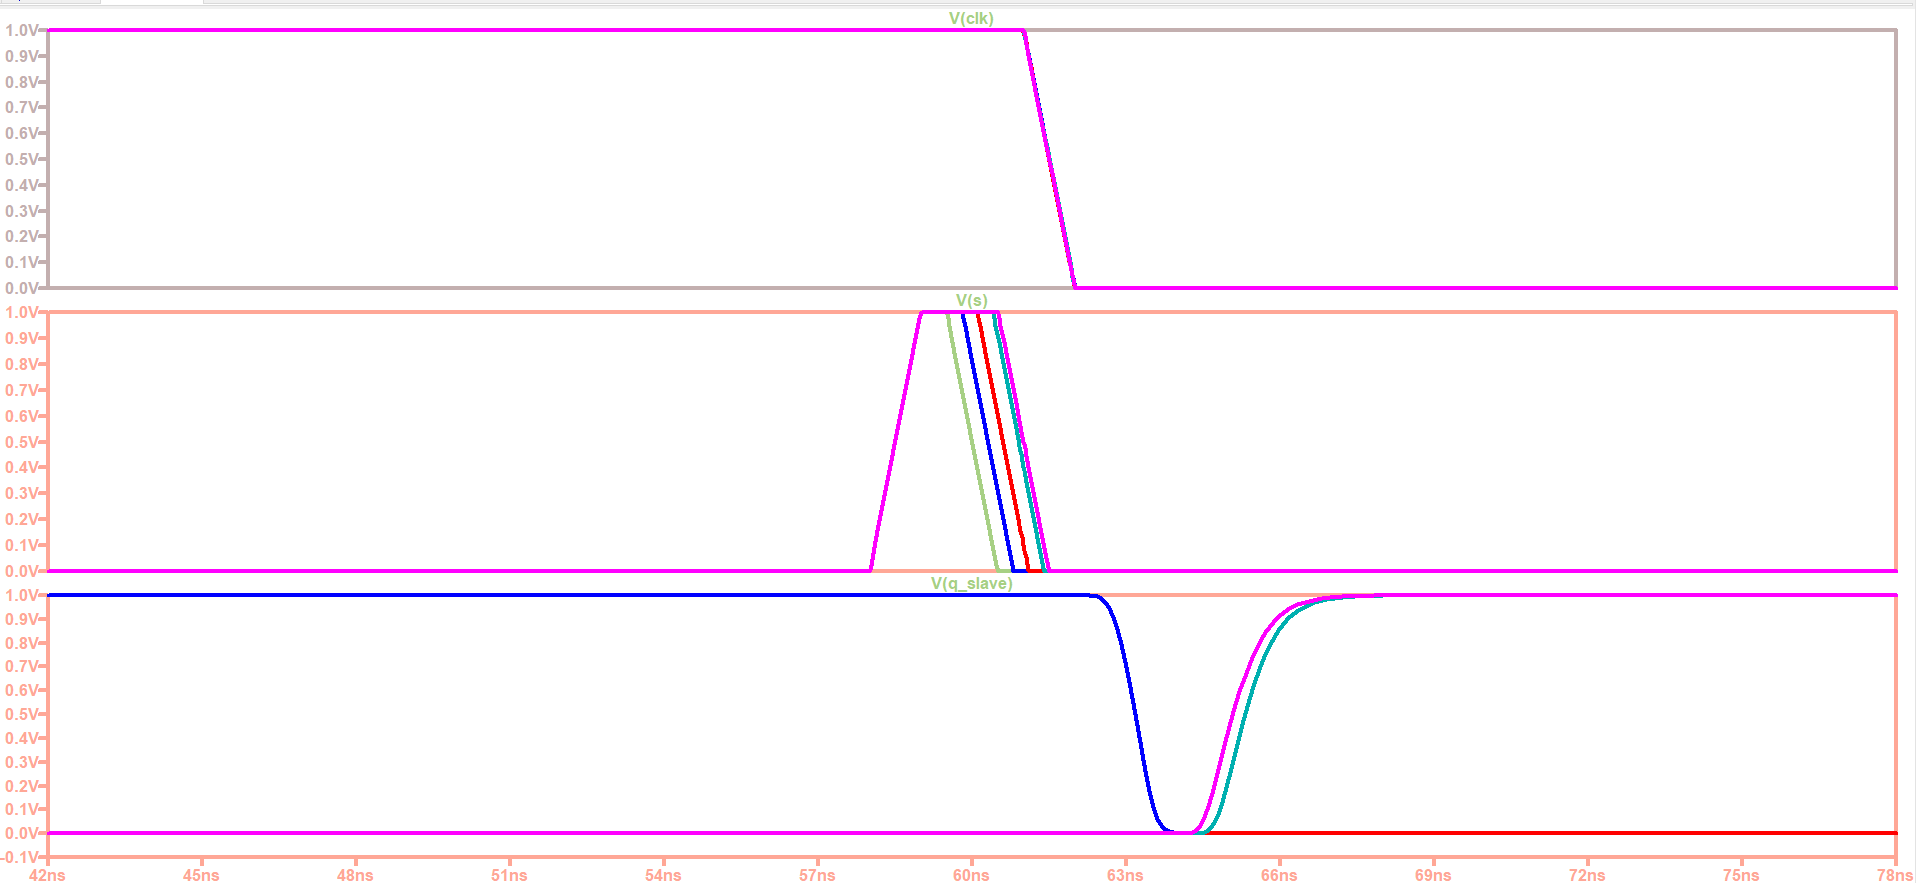 V(clk)
1.0V
0.9V
0.8V
0.7V
0.6V
0.5V
0.4V
0.3V
0.2V
0.1V
0.0V
V(s)
1.0V
0.9V
0.8V
0.7V
0.6V
0.5V
0.4V
0.3V
0.2V
0.1V
0.0V
V(q_slave)
1.0V
0.9V
0.8V
0.7V
0.6V
0.5V
0.4V
0.3V
0.2V
0.1V
0.0V
-0.1V
42ns 45ns 48ns 51ns 54ns 57ns 60ns 63ns 66ns 69ns 72ns 75ns 78ns